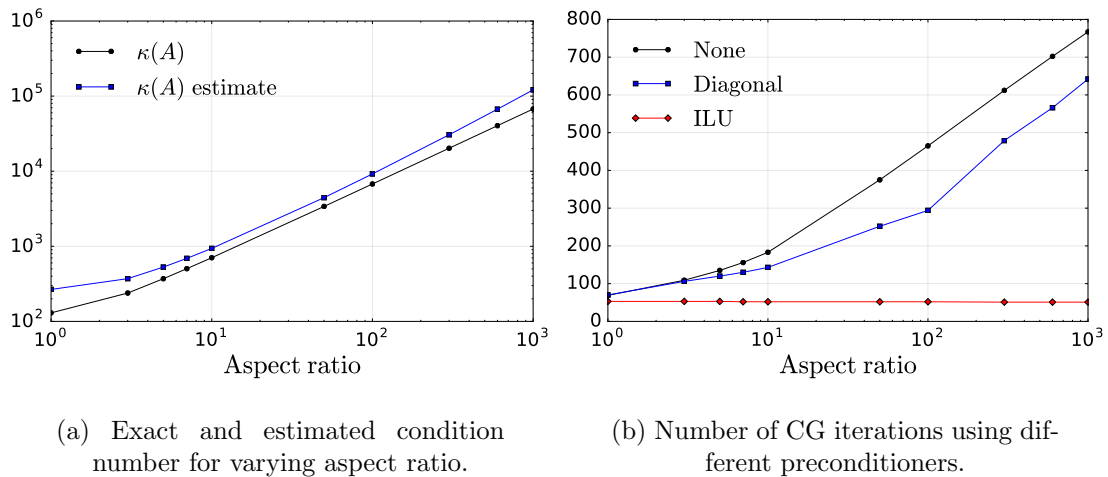 10^6
10^5
10^4
10^3
10^2
κ(A)
κ(A) estimate
10^0 10^1 10^2 10^3
Aspect ratio
800
700
600
500
400
300
200
100
0
None
Diagonal
ILU
10^0 10^1 10^2 10^3
Aspect ratio
(a) Exact and estimated condition
number for varying aspect ratio.
(b) Number of CG iterations using dif-
ferent preconditioners.